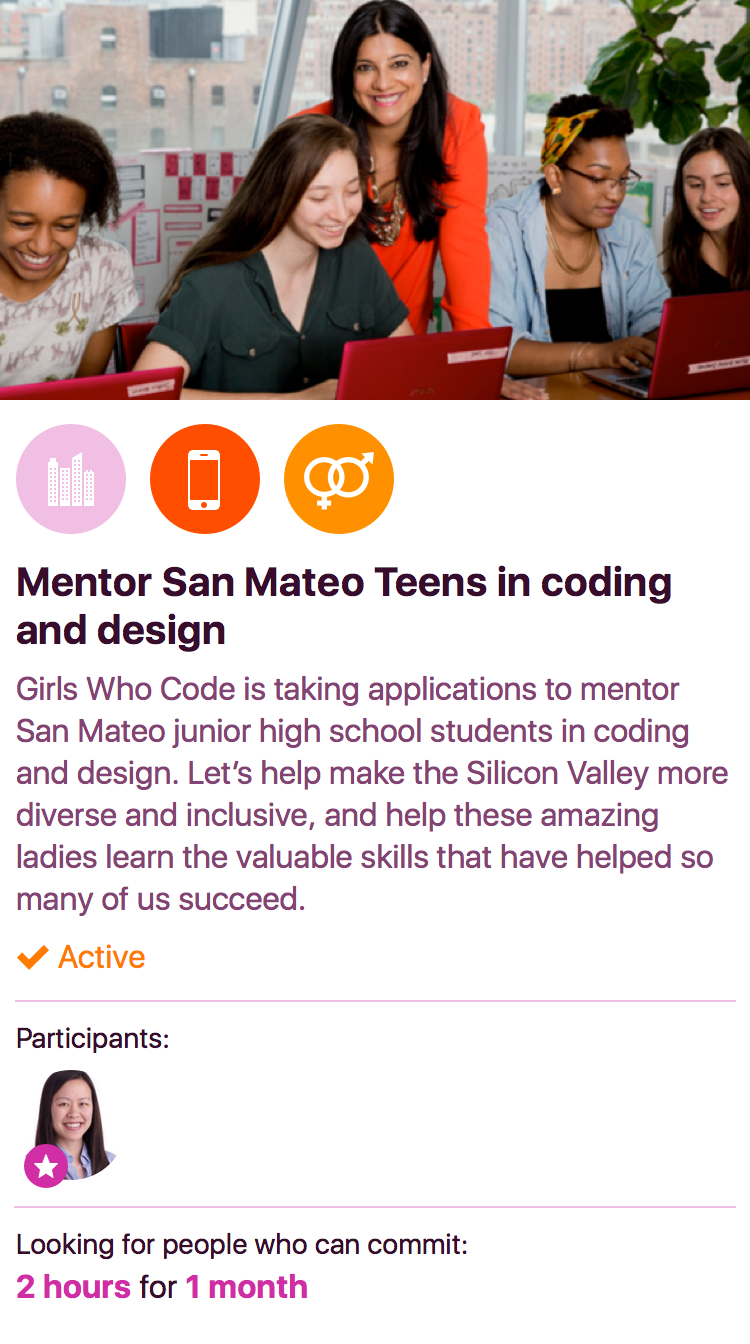 Mentor San Mateo Teens in coding
and design
Girls Who Code is taking applications to mentor
San Mateo junior high school students in coding
and design. Let’s help make the Silicon Valley more
diverse and inclusive, and help these amazing
ladies learn the valuable skills that have helped so
many of us succeed.
Active
Participants:
Looking for people who can commit:
2 hours for 1 month